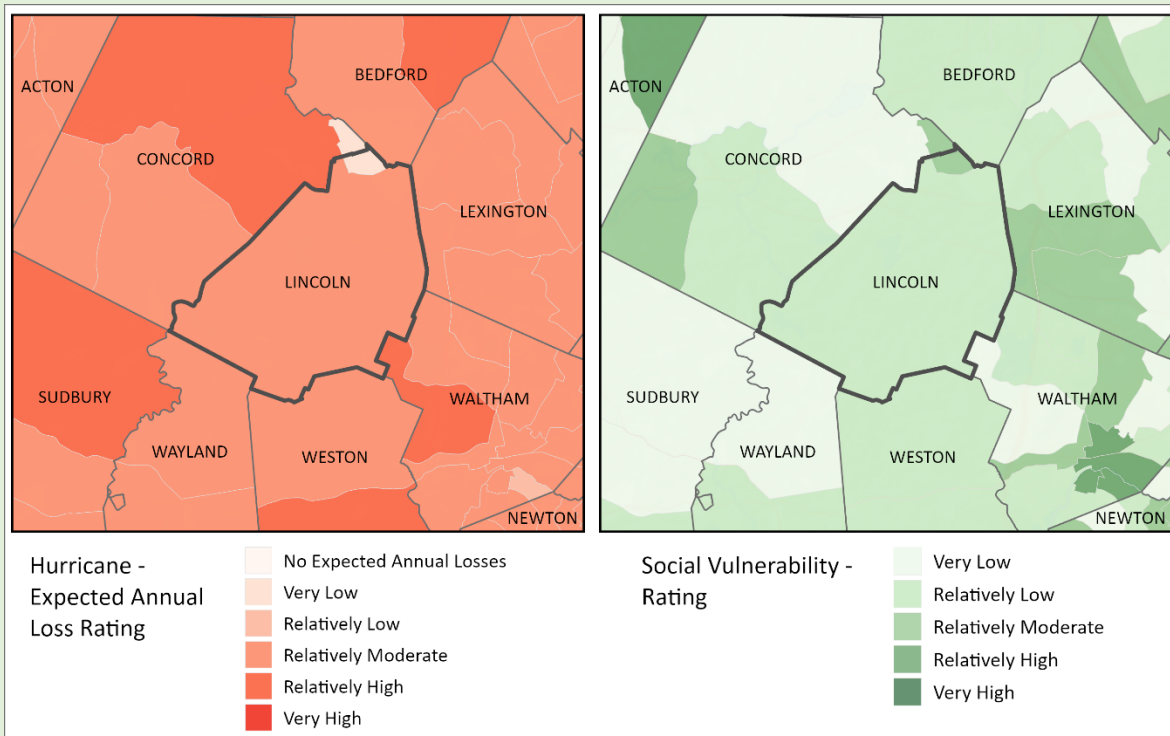 ACTON
BEDFORD
CONCORD
LEXINGTON
LINCOLN
SUDBURY
WALTHAM
WAYLAND
WESTON
NEWTON
ACTON
BEDFORD
CONCORD
LEXINGTON
LINCOLN
SUDBURY
WALTHAM
WAYLAND
WESTON
NEWTON
Hurricane -
Expected Annual
Loss Rating
No Expected Annual Losses
Very Low
Relatively Low
Relatively Moderate
Relatively High
Very High
Social Vulnerability -
Rating
Very Low
Relatively Low
Relatively Moderate
Relatively High
Very High